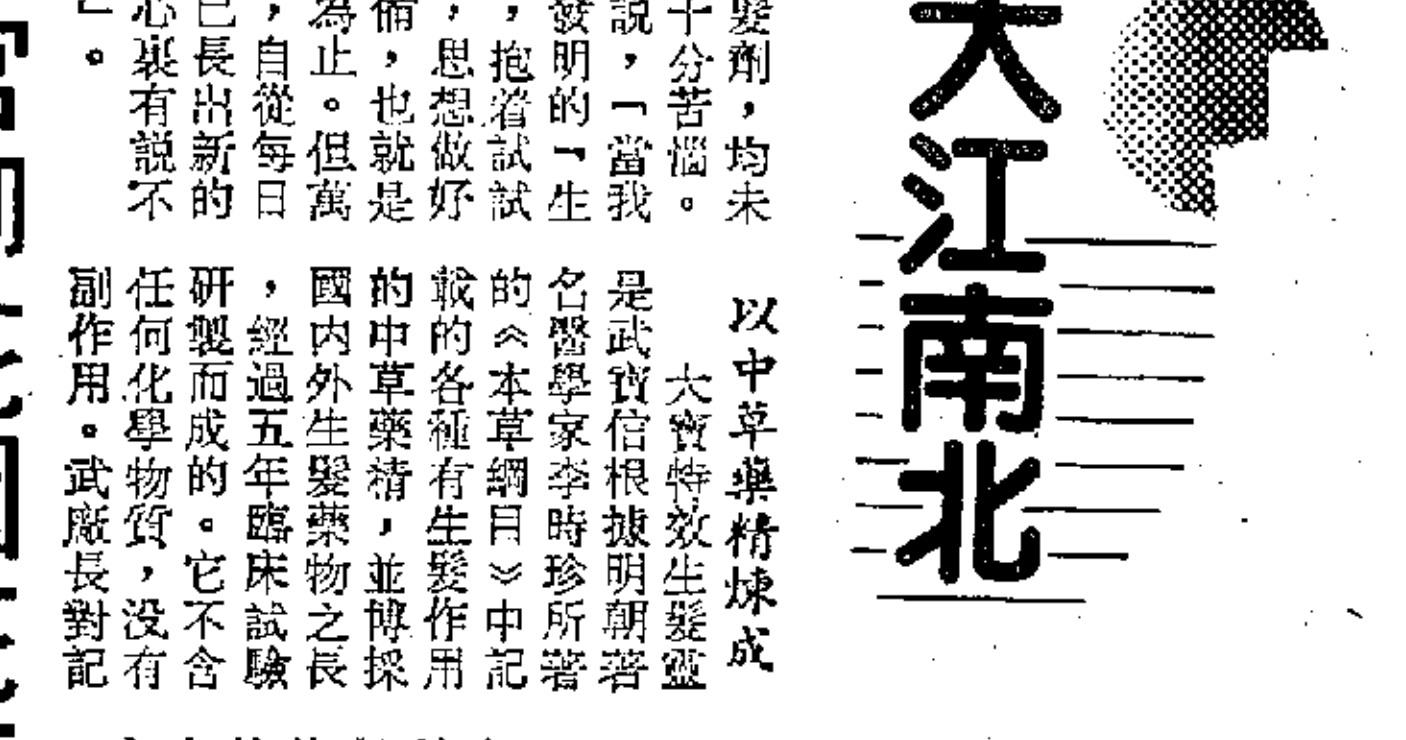 大江南北
髮劑，均未
十分苦惱。
説，「當我
發明的「生
，抱着試試
，思想做好
備，也就是
為止。但萬
，自從每日
已長出新的
心裏有説不
」。
以中草藥精煉成
大寶特效生髮靈
是武寶信根據明朝著
名醫學家李時珍所著
的《本草綱目》中記
載的各種有生髮作用
的中草藥精，並博採
國内外生髮藥物之長
，經過五年臨床試驗
研製而成的。它不含
任何化學物質，没有
副作用。武廠長對記